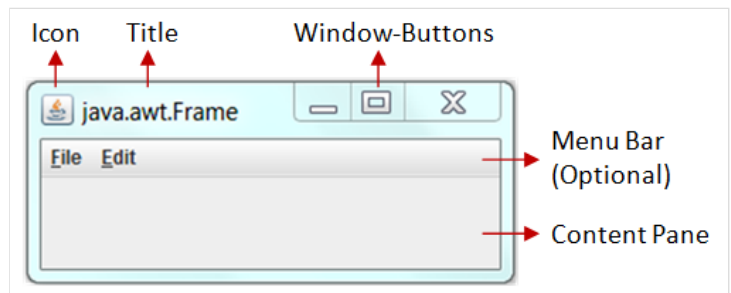 Icon Title Window-Buttons
java.awt.Frame
File Edit
Menu Bar
(Optional)
Content Pane